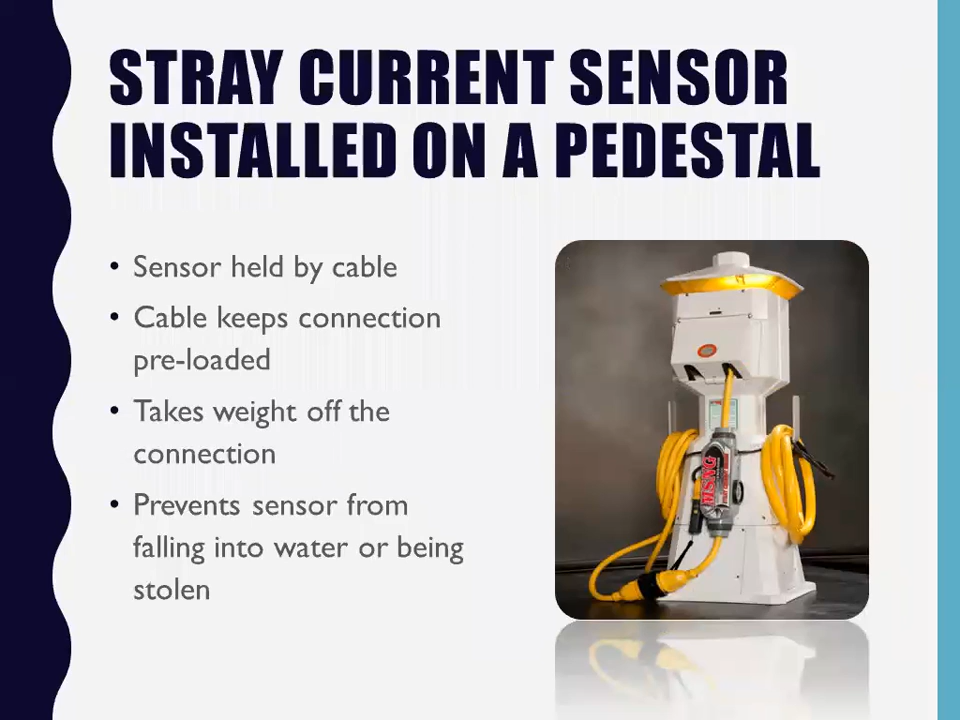 STRAY CURRENT SENSOR
INSTALLED ON A PEDESTAL
• Sensor held by cable
• Cable keeps connection
pre-loaded
• Takes weight off the
connection
• Prevents sensor from
falling into water or being
stolen